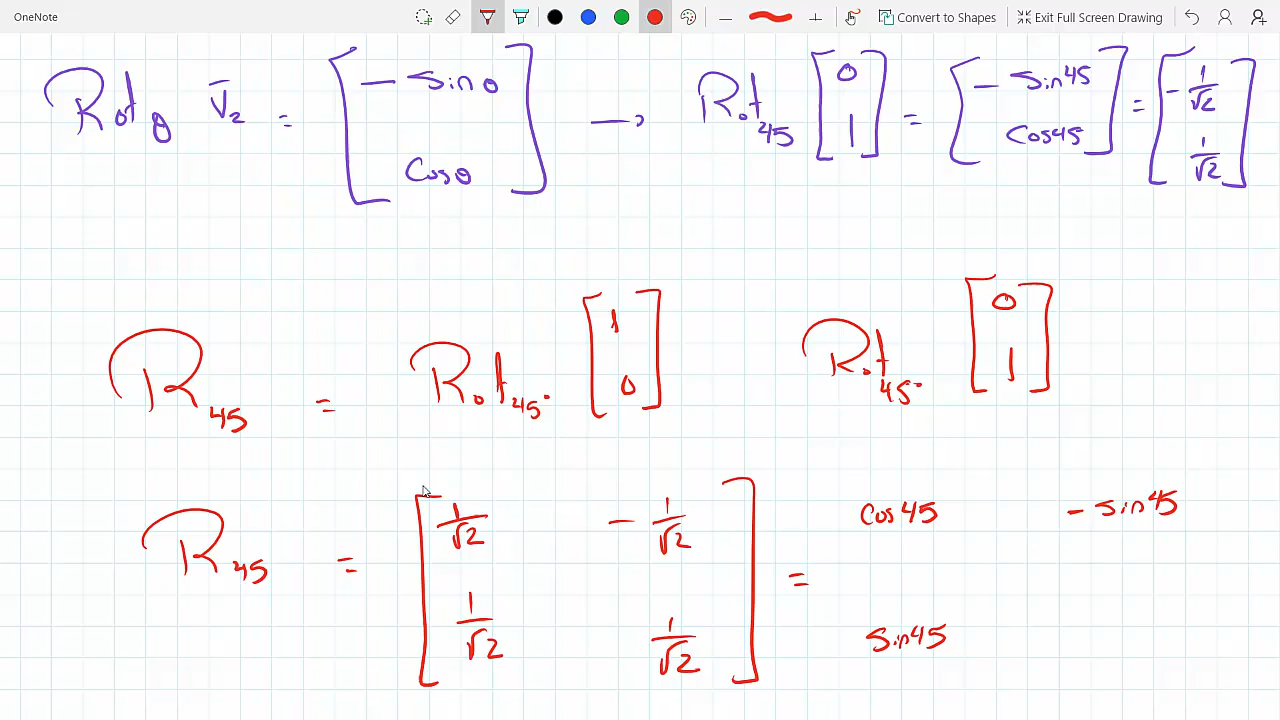 OneNote
Convert to Shapes
Exit Full Screen Drawing
Rot θ V̄₂ = [ - Sin θ ; Cos θ ] → Rot 45 [ 0 ; 1 ] = [ - Sin 45 ; Cos 45 ] = [ - 1/√2 ; 1/√2 ]
R 45 = Rot 45° [ 1 ; 0 ] Rot 45° [ 0 ; 1 ]
R 45 = [ 1/√2 - 1/√2 ; 1/√2 1/√2 ] =
Cos 45 - Sin 45
Sin 45